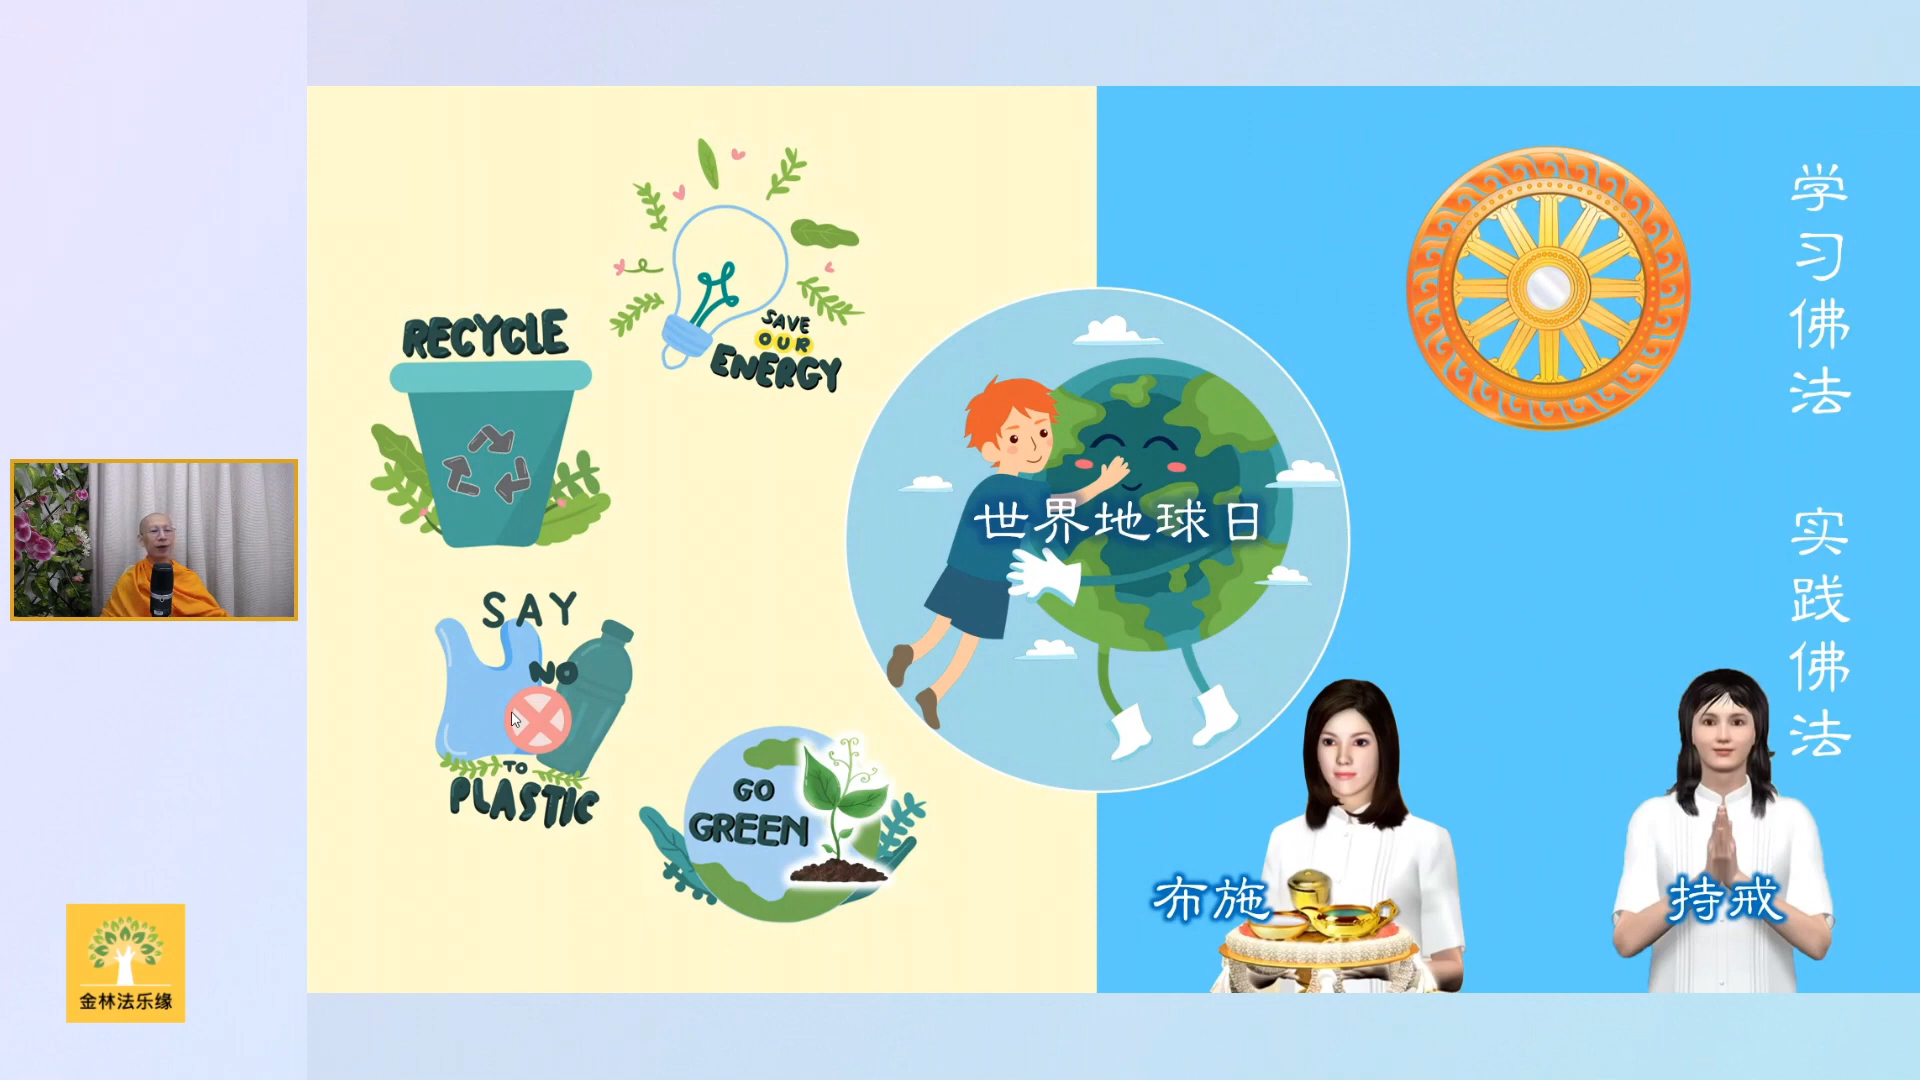 RECYCLE
SAVE
OUR
ENERGY
SAY
NO
TO
PLASTIC
GO
GREEN
世界地球日
学习佛法 实践佛法
布施
持戒
金林法乐缘